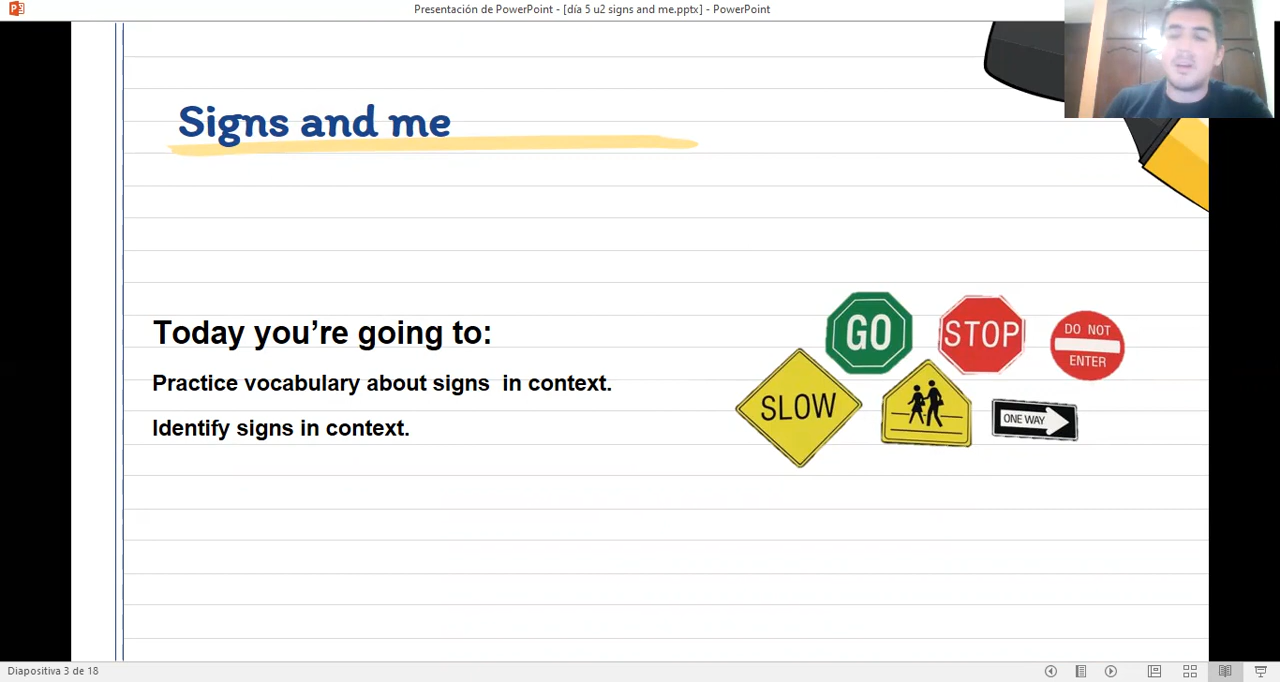 Presentación de PowerPoint - [día 5 u2 signs and me.pptx] - PowerPoint
Signs and me
Today you’re going to:
Practice vocabulary about signs  in context.
Identify signs in context.
GO
STOP
DO NOT
ENTER
SLOW
ONE WAY
Diapositiva 3 de 18